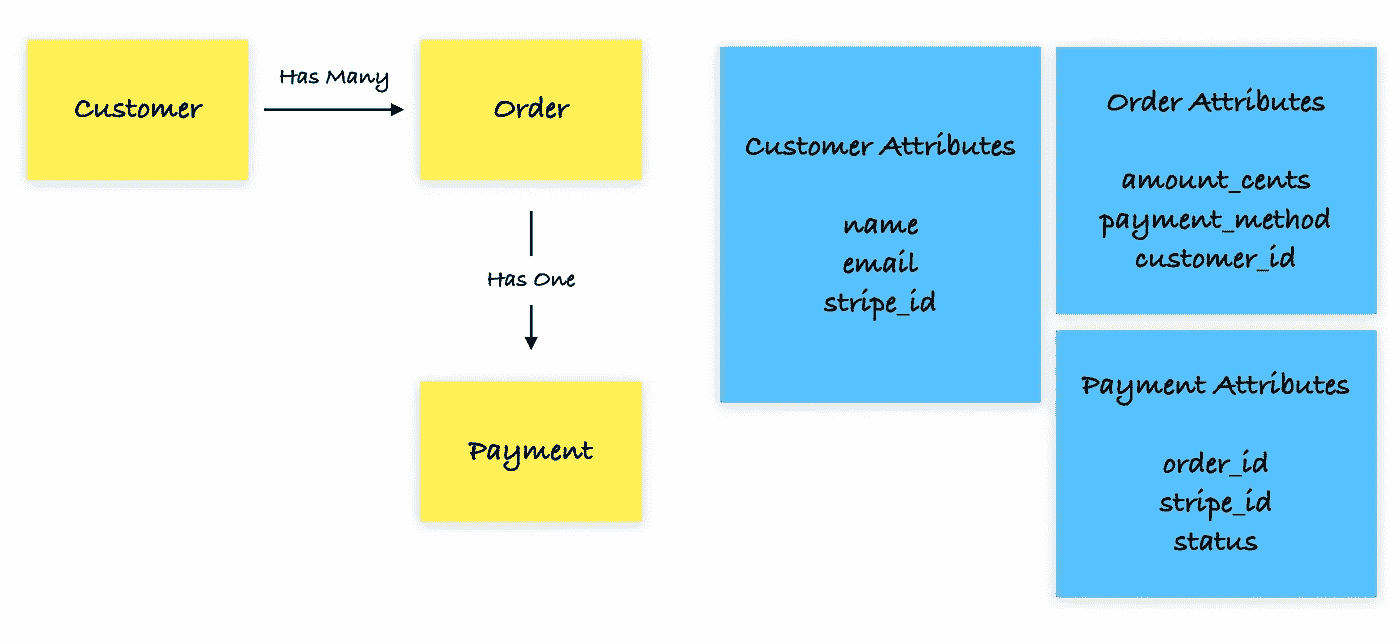 Customer
Has Many
Order
Has One
Payment
Customer Attributes
name
email
stripe_id
Order Attributes
amount_cents
payment_method
customer_id
Payment Attributes
order_id
stripe_id
status